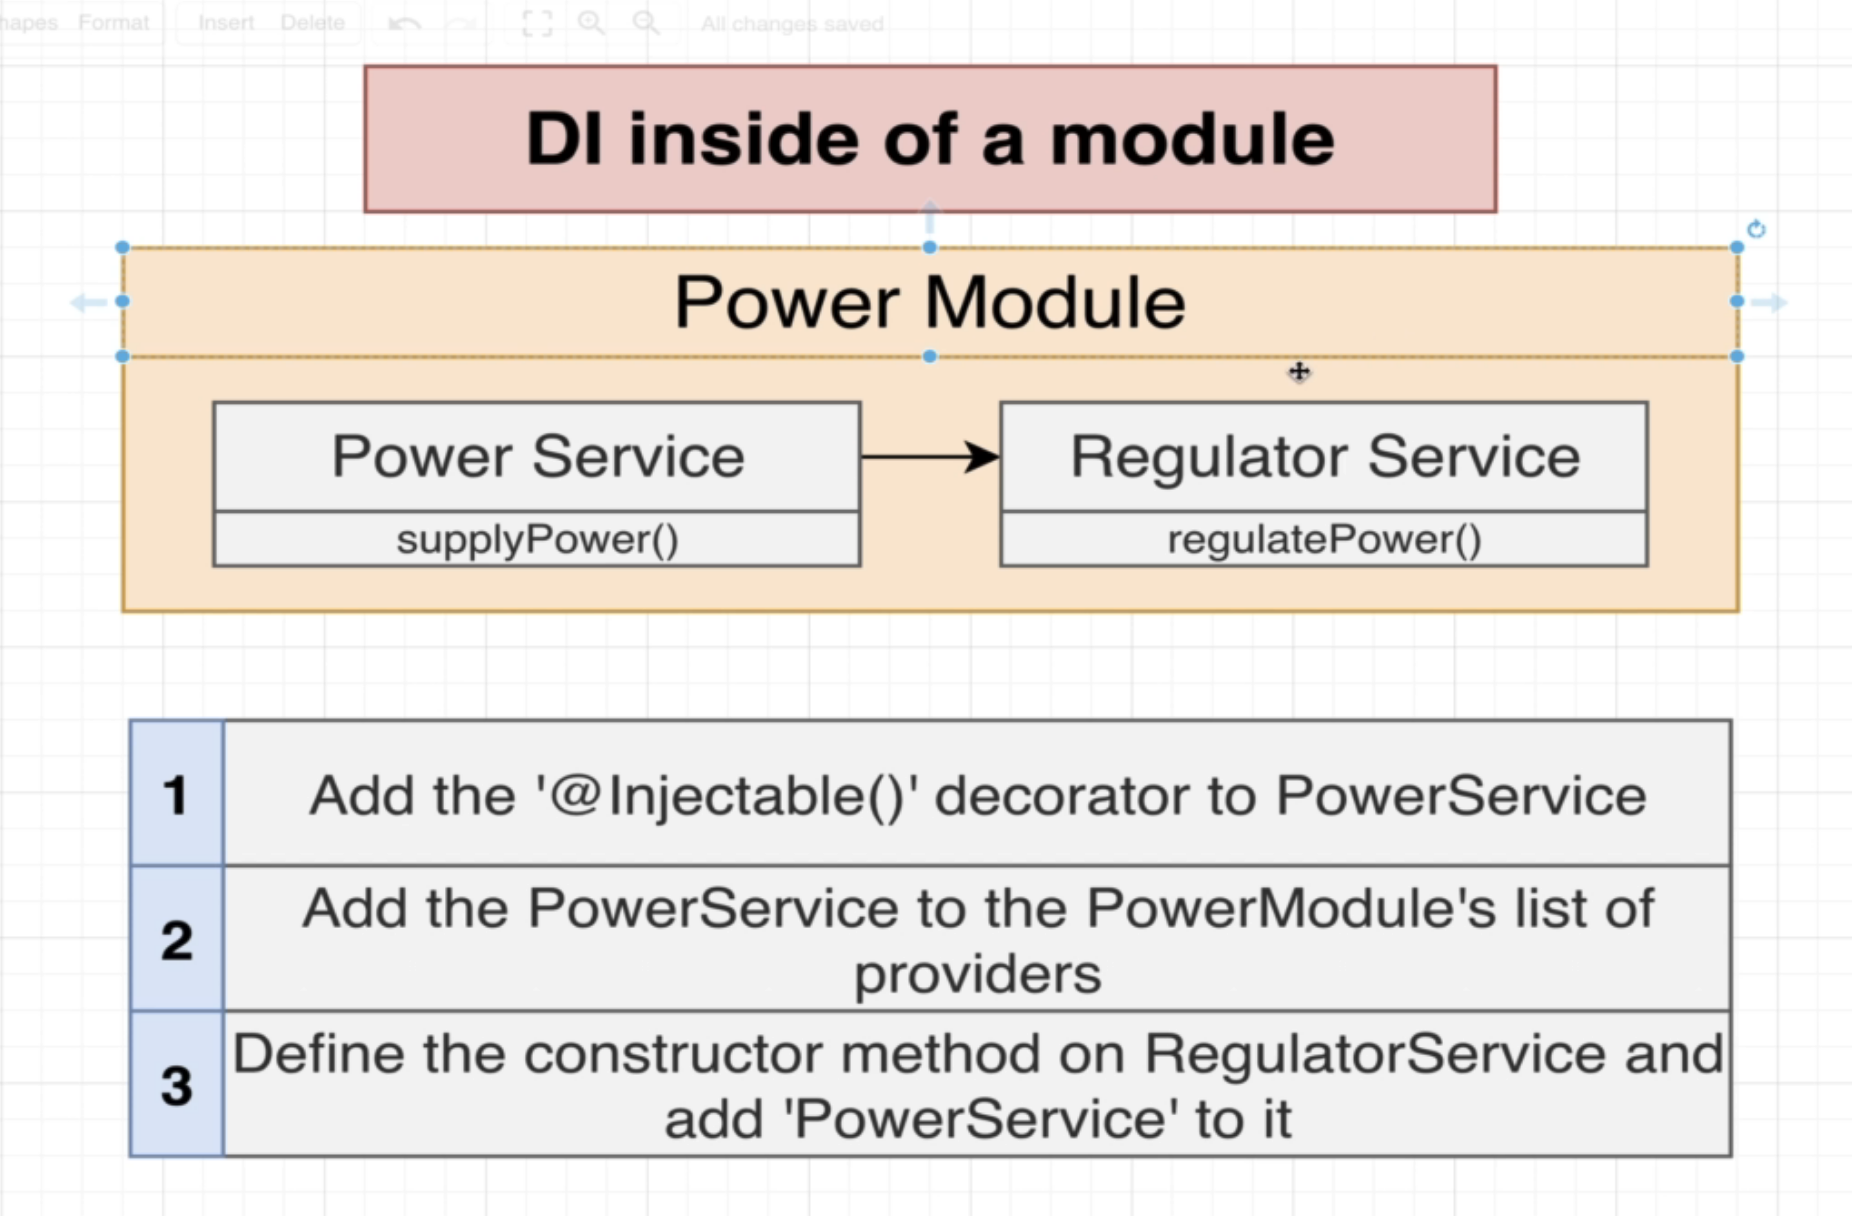 Format Insert Delete All changes saved
DI inside of a module
Power Module
Power Service
supplyPower()
Regulator Service
regulatePower()
1
Add the '@Injectable()' decorator to PowerService
2
Add the PowerService to the PowerModule's list of
providers
3
Define the constructor method on RegulatorService and
add 'PowerService' to it